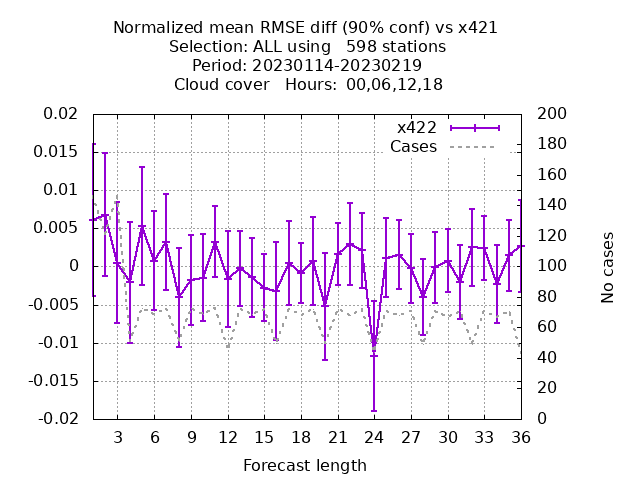 Normalized mean RMSE diff (90% conf) vs x421
Selection: ALL using   598 stations
Period: 20230114-20230219
Cloud cover   Hours:  00,06,12,18
x422
Cases
0.02
0.015
0.01
0.005
0
-0.005
-0.01
-0.015
-0.02
200
180
160
140
120
100
80
60
40
20
0
No cases
3 6 9 12 15 18 21 24 27 30 33 36
Forecast length